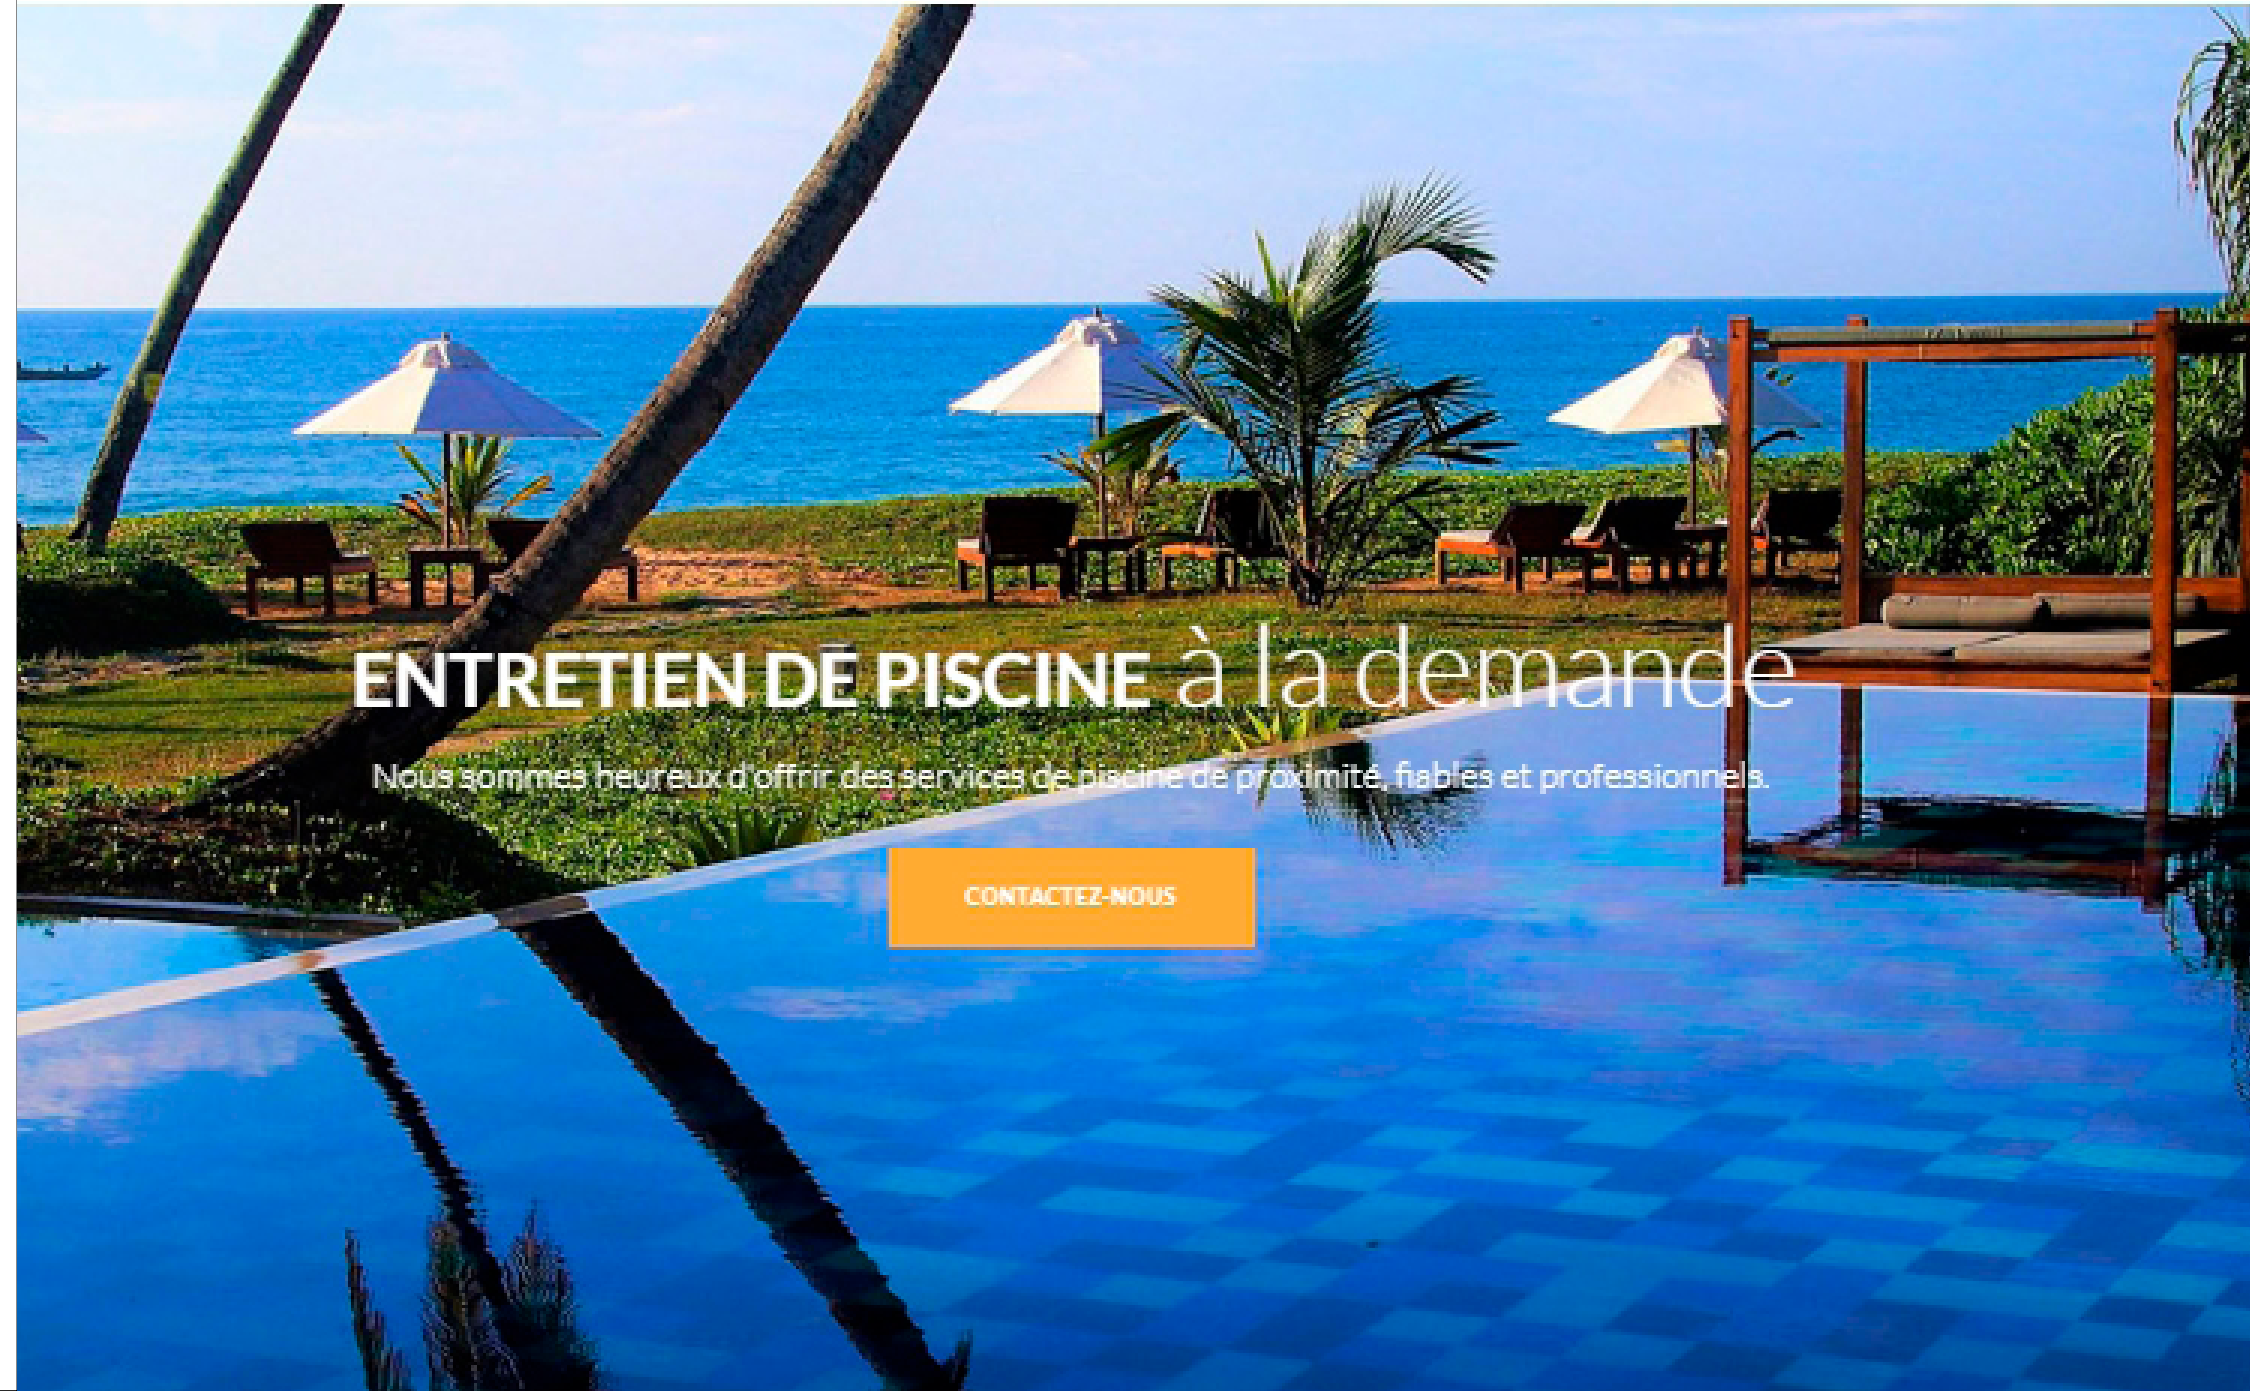 ENTRETIEN DE PISCINE à la demande
Nous sommes heureux d'offrir des services de piscine de proximité, fiables et professionnels.
CONTACTEZ-NOUS